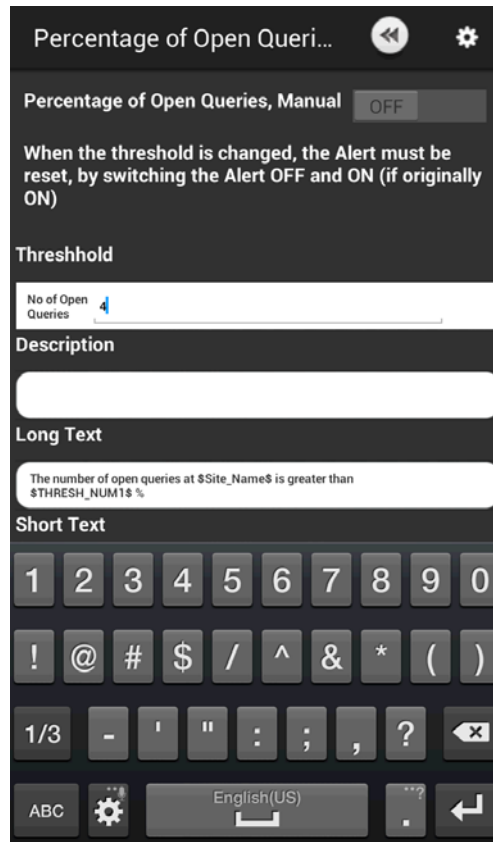 Percentage of Open Queri...
Percentage of Open Queries, Manual OFF
When the threshold is changed, the Alert must be
reset, by switching the Alert OFF and ON (if originally
ON)
Threshhold
No of Open
Queries 4
Description
Long Text
The number of open queries at $Site_Name$ is greater than
$THRESH_NUM1$ %
Short Text
1 2 3 4 5 6 7 8 9 0
! @ # $ / ^ & * ( )
1/3 - ' " : ; , ?
ABC English(US) ...? .